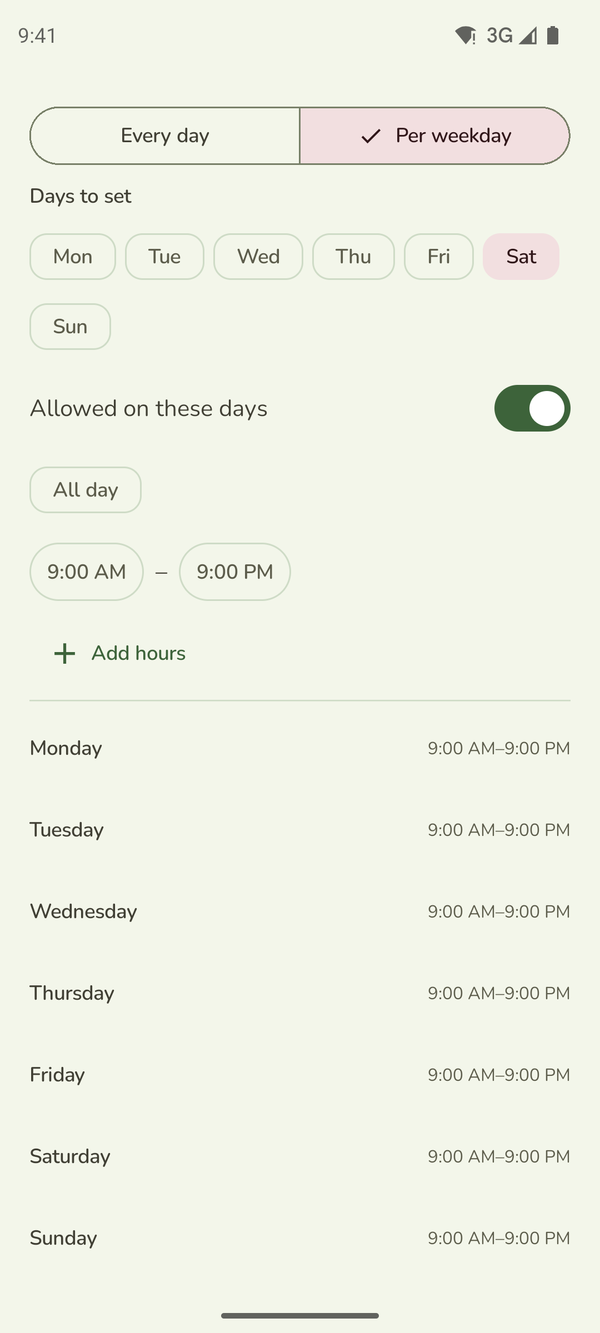 9:41 3G
Every day Per weekday
Days to set
Mon Tue Wed Thu Fri Sat
Sun
Allowed on these days
All day
9:00 AM – 9:00 PM
Add hours
Monday 9:00 AM–9:00 PM
Tuesday 9:00 AM–9:00 PM
Wednesday 9:00 AM–9:00 PM
Thursday 9:00 AM–9:00 PM
Friday 9:00 AM–9:00 PM
Saturday 9:00 AM–9:00 PM
Sunday 9:00 AM–9:00 PM